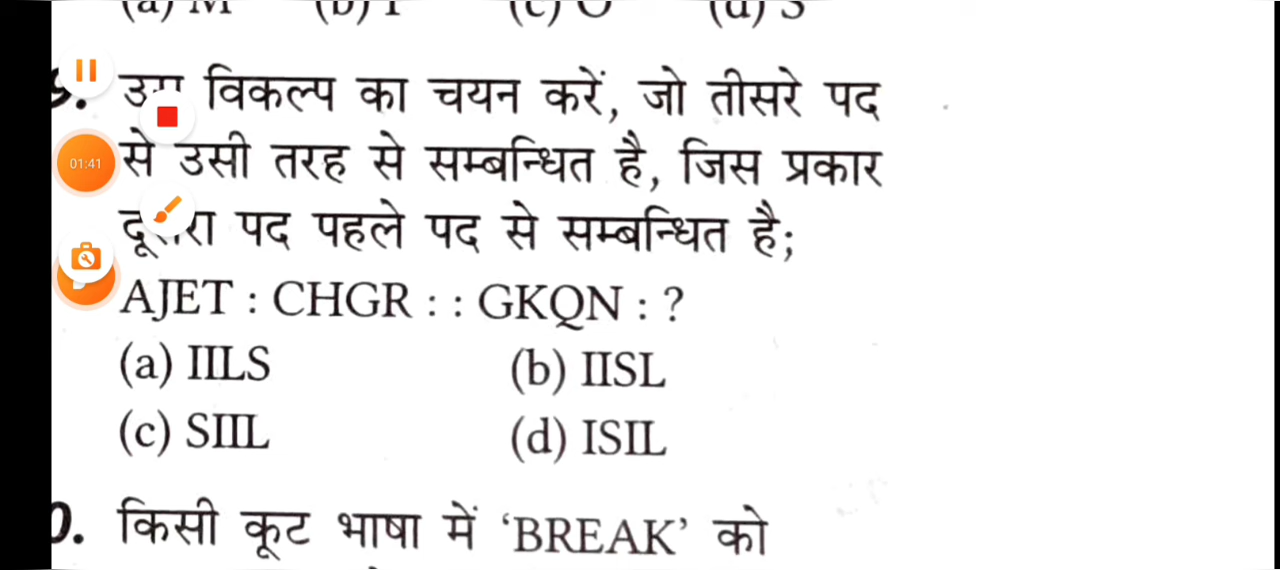 (a) M (b) I (c) O (d) S
विकल्प का चयन करें, जो तीसरे पद
01:41
से उसी तरह से सम्बन्धित है, जिस प्रकार
पद पहले पद से सम्बन्धित है;
AJET : CHGR : : GKQN : ?
(a) IILS (b) IISL
(c) SIIL (d) ISIL
किसी कूट भाषा में ‘BREAK’ को